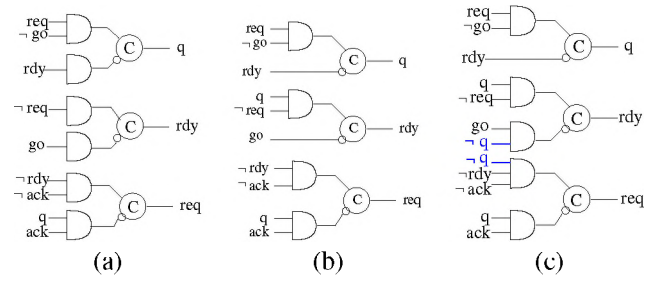 req
¬ go
C
q
rdy
¬ req
C
rdy
go
¬ rdy
¬ ack
C
req
q
ack
(a)
req
¬ go
C
q
rdy
q
¬ req
C
rdy
go
¬ rdy
¬ ack
C
req
q
ack
(b)
req
¬ go
C
q
rdy
q
¬ req
C
rdy
go
¬ q
¬ q
¬ rdy
¬ ack
C
req
q
ack
(c)